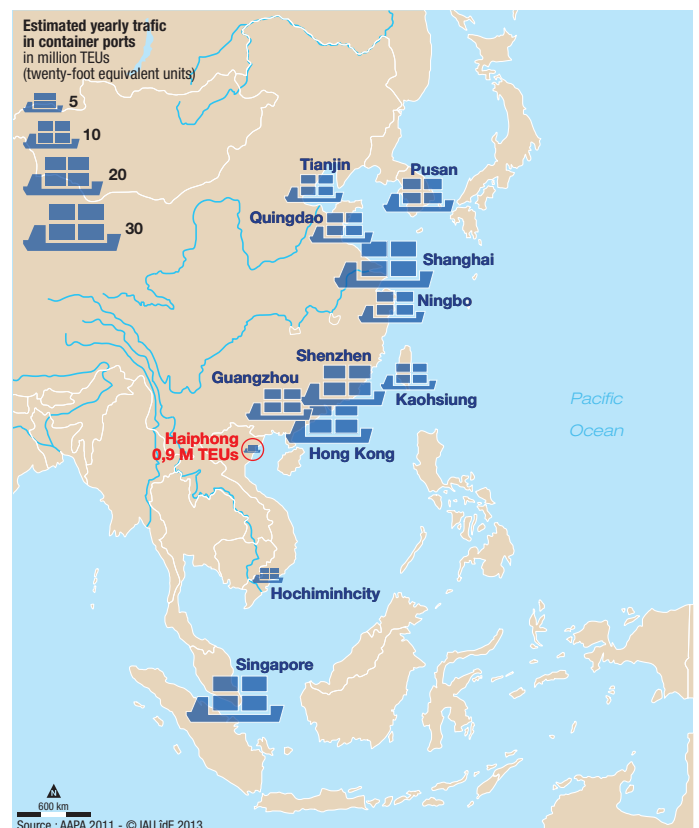 Estimated yearly trafic
in container ports
in million TEUs
(twenty-foot equivalent units)
5
10
20
30
Tianjin
Pusan
Quingdao
Shanghai
Ningbo
Shenzhen
Guangzhou
Kaohsiung
Pacific
Ocean
Haiphong
0,9 M TEUs
Hong Kong
Hochiminhcity
Singapore
N
600 km
Source : AAPA 2011 - © IAU îdF 2013